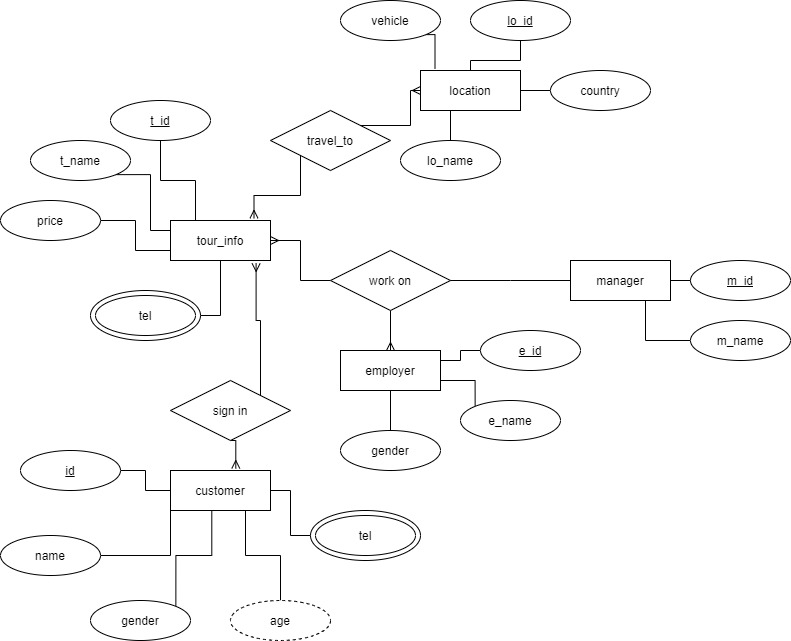 vehicle
lo_id
location
country
t_id
travel_to
t_name
lo_name
price
tour_info
work on
manager
m_id
tel
m_name
e_id
employer
sign in
e_name
gender
id
customer
tel
name
gender
age